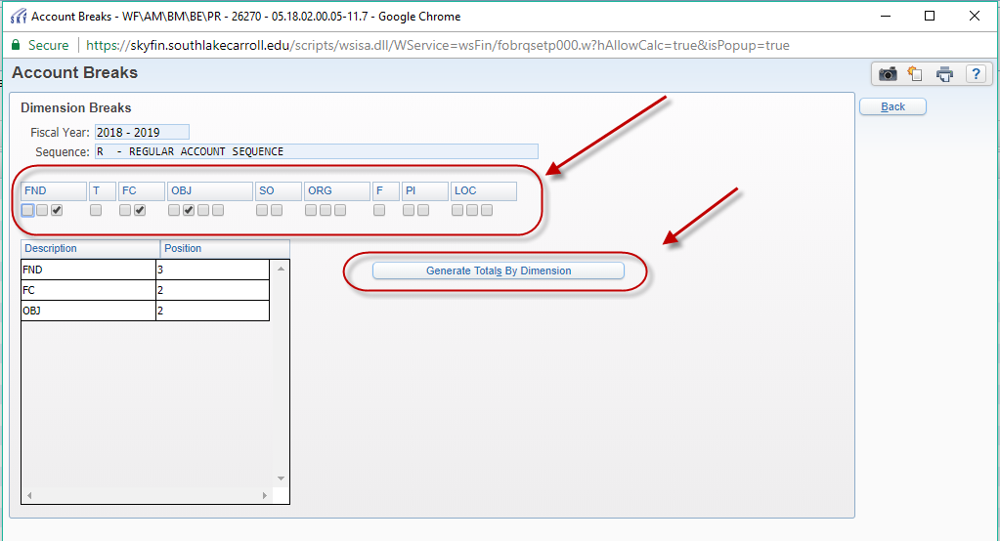 Account Breaks - WF\AM\BM\BE\PR - 26270 - 05.18.02.00.05-11.7 - Google Chrome
Secure https://skyfin.southlakecarroll.edu/scripts/wsisa.dll/WService=wsFin/fobrqsetp000.w?hAllowCalc=true&isPopup=true
Account Breaks
?
Dimension Breaks
Back
Fiscal Year: 2018 - 2019
Sequence: R - REGULAR ACCOUNT SEQUENCE
FND T FC OBJ SO ORG F PI LOC
Description Position
FND 3
Generate Totals By Dimension
FC 2
OBJ 2